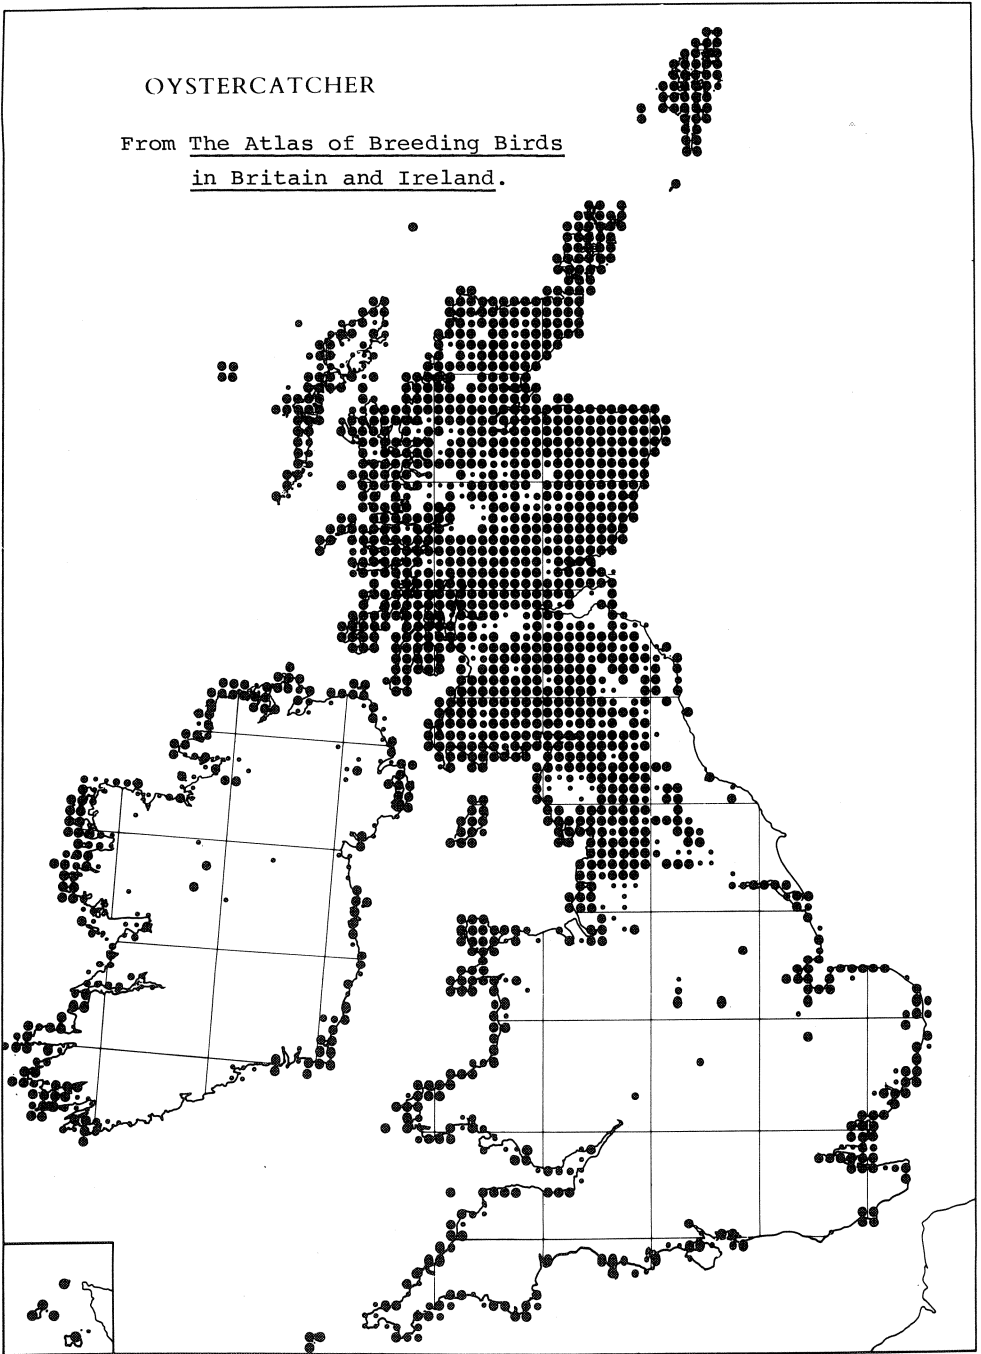 OYSTERCATCHER
From The Atlas of Breeding Birds
in Britain and Ireland.